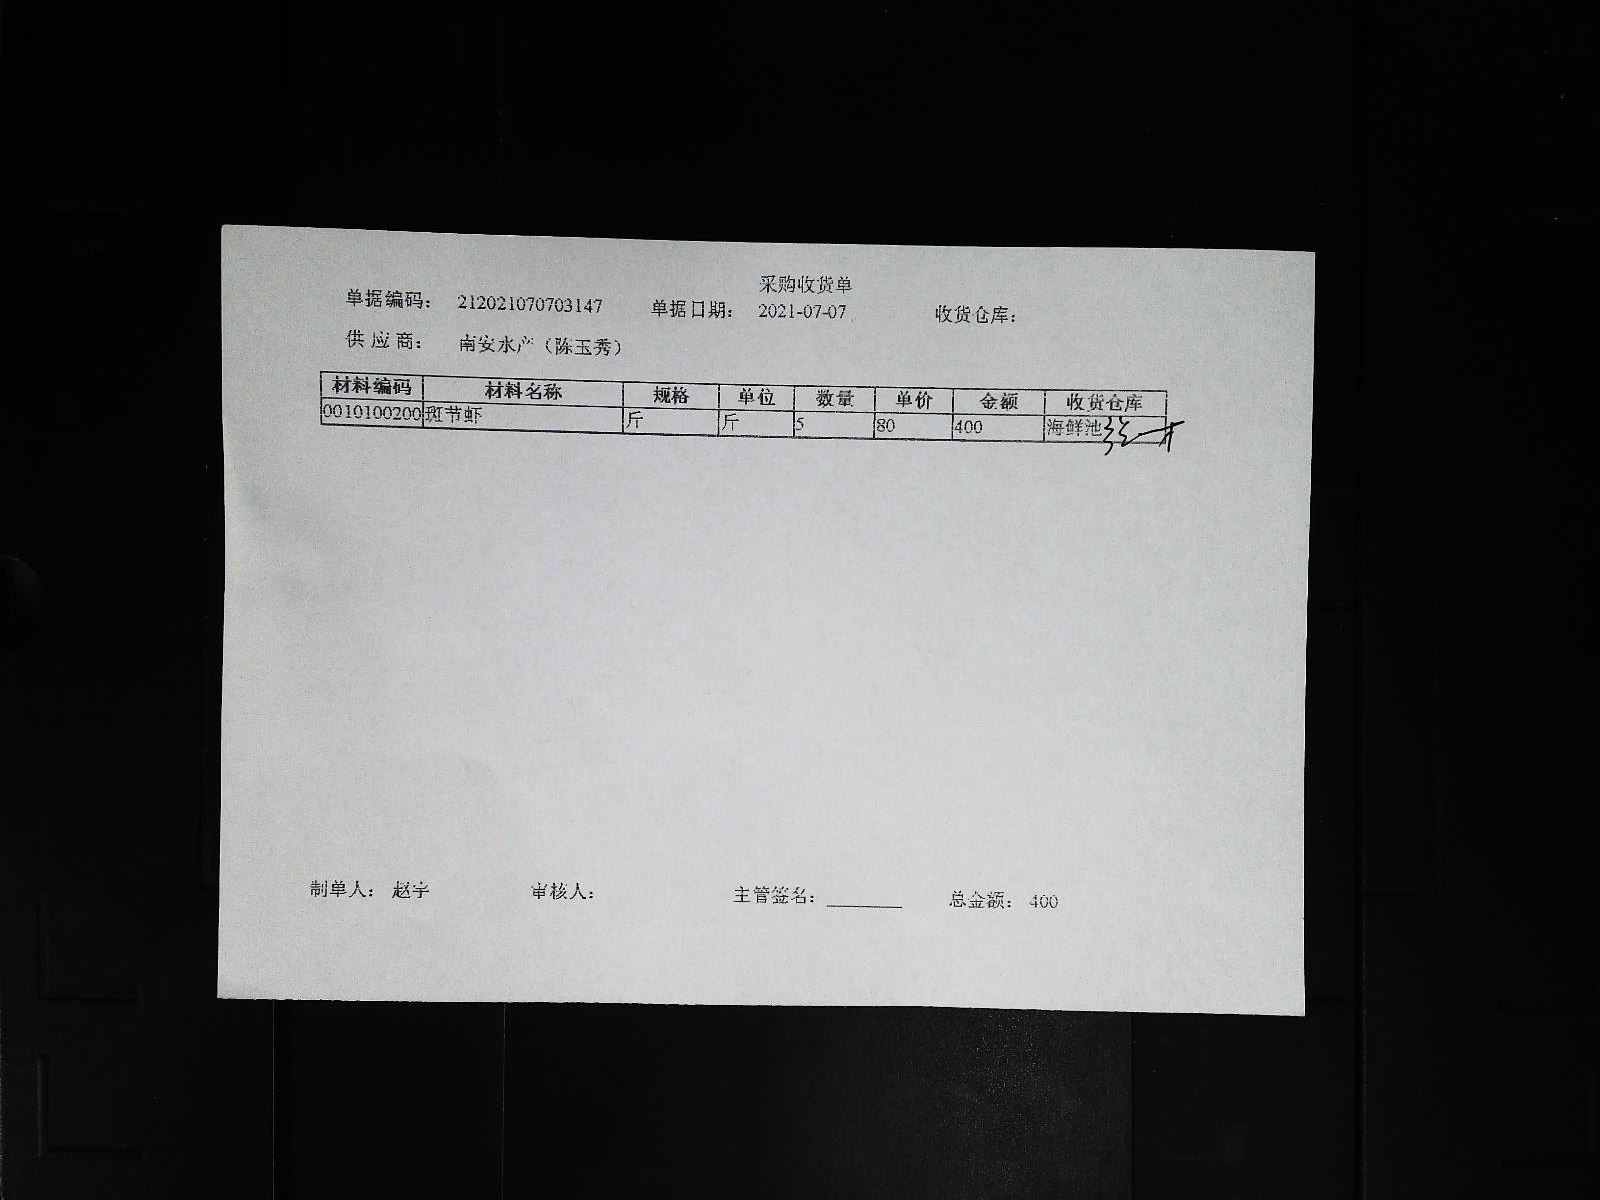 采购收货单
单据编码： 212021070703147 单据日期： 2021-07-07 收货仓库：
供 应 商： 南安水产（陈玉秀）
材料编码 材料名称 规格 单位 数量 单价 金额 收货仓库
0010100200 斑节虾 斤 斤 5 80 400 海鲜池
制单人： 赵宇 审核人： 主管签名： ________ 总金额： 400